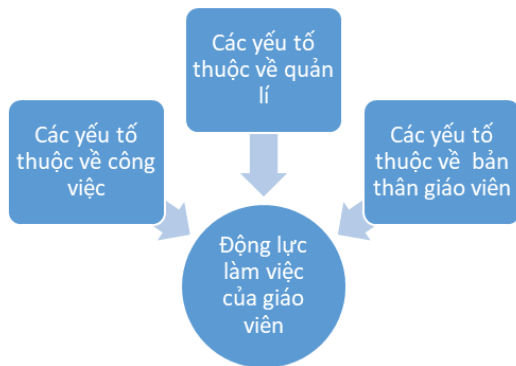 Các yếu tố
thuộc về quản
lí
Các yếu tố
thuộc về công
việc
Các yếu tố
thuộc về bản
thân giáo viên
Động lực
làm việc
của giáo
viên